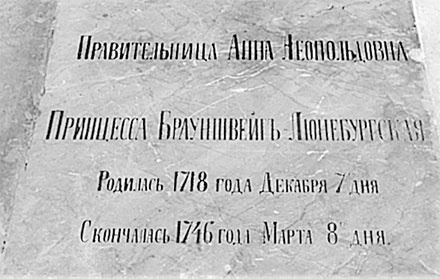 Правительница Анна Леопольдовна
Принцесса Брауншвейгъ-Люнебургская
Родилась 1718 года Декабря 7 дня
Скончалась 1746 года Марта 8 дня.